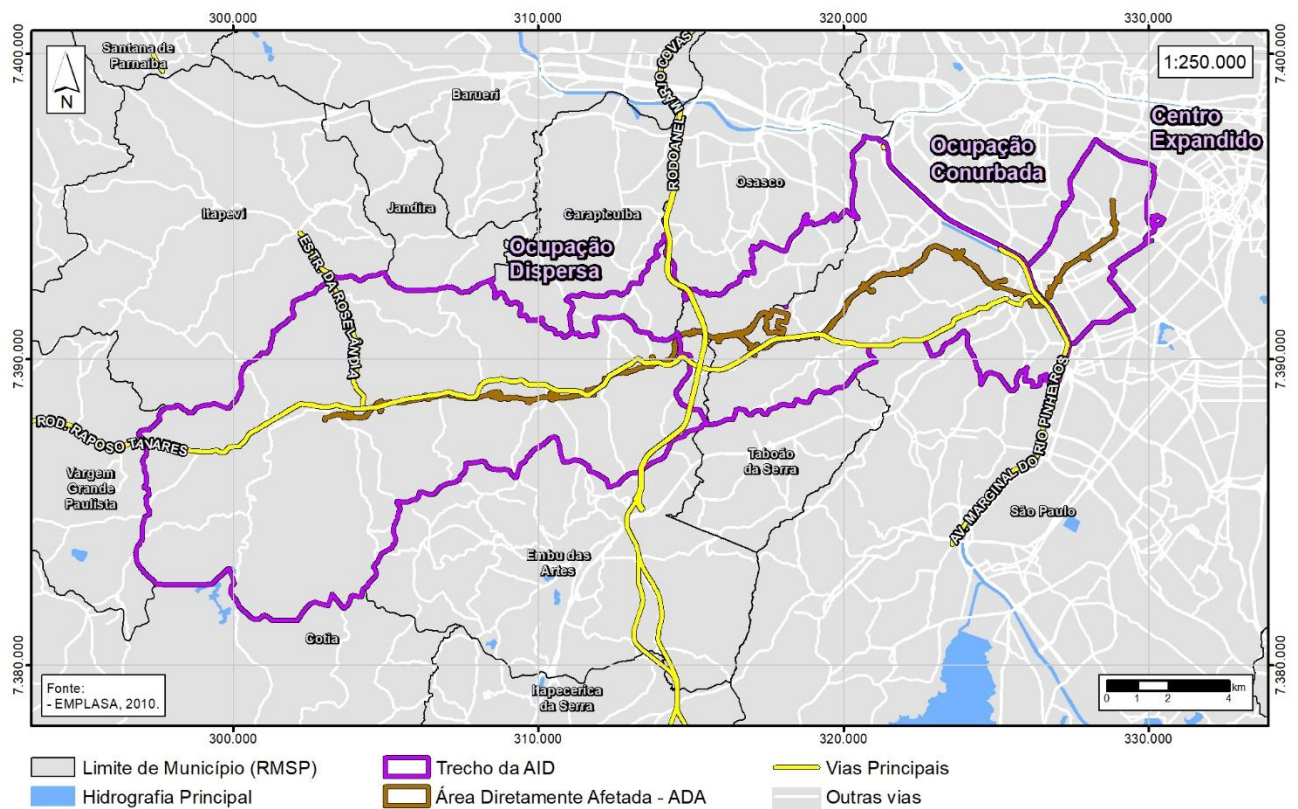 300.000
310.000
320.000
330.000
7.400.000
7.400.000
Santana de
Parnaíba
N
1:250.000
RODOANEL MÁRIO COVAS
Barueri
Centro
Expandido
Ocupação
Conurbada
Osasco
Itapevi
Jandira
Carapicuíba
Ocupação
Dispersa
ESTR. DA ROSELÂNDIA
7.390.000
7.390.000
ROD. RAPOSO TAVARES
AV. MARGINAL DO RIO PINHEIROS
Vargem
Grande
Paulista
Taboão
da Serra
São Paulo
Embu das
Artes
Cotia
7.380.000
7.380.000
Fonte:
- EMPLASA, 2010.
Itapecerica
da Serra
0 1 2 4
km
300.000
310.000
320.000
330.000
Limite de Município (RMSP)
Trecho da AID
Vias Principais
Hidrografia Principal
Área Diretamente Afetada - ADA
Outras vias